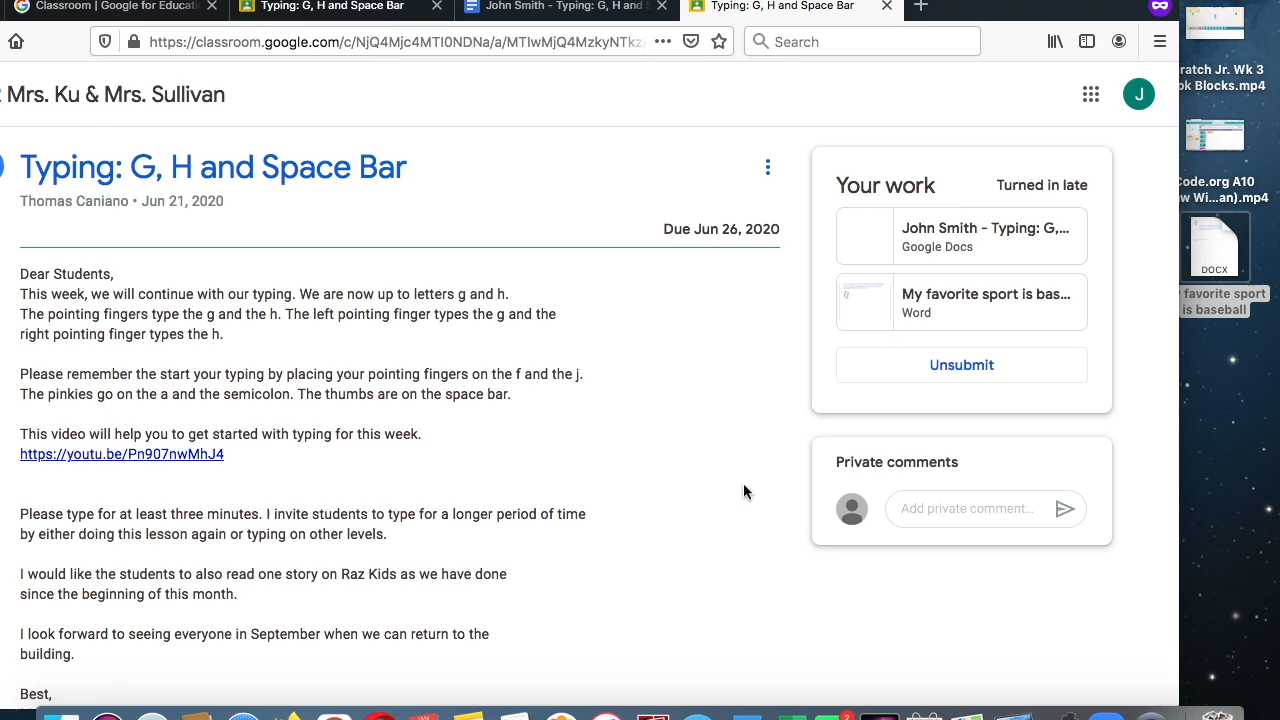 Classroom | Google for Educati
Typing: G, H and Space Bar
John Smith - Typing: G, H and S
Typing: G, H and Space Bar
https://classroom.google.com/c/NjQ4Mjc4MTI0NDNa/a/MTIwMjQ4MzkyNTkz/
Search
Mrs. Ku & Mrs. Sullivan
J
Typing: G, H and Space Bar
Thomas Caniano • Jun 21, 2020
Due Jun 26, 2020
Dear Students,
This week, we will continue with our typing. We are now up to letters g and h.
The pointing fingers type the g and the h. The left pointing finger types the g and the
right pointing finger types the h.
Please remember the start your typing by placing your pointing fingers on the f and the j.
The pinkies go on the a and the semicolon. The thumbs are on the space bar.
This video will help you to get started with typing for this week.
https://youtu.be/Pn907nwMhJ4
Please type for at least three minutes. I invite students to type for a longer period of time
by either doing this lesson again or typing on other levels.
I would like the students to also read one story on Raz Kids as we have done
since the beginning of this month.
I look forward to seeing everyone in September when we can return to the
building.
Best,
Your work
Turned in late
John Smith - Typing: G,...
Google Docs
My favorite sport is bas...
Word
Unsubmit
Private comments
Add private comment...
ratch Jr. Wk 3
ok Blocks.mp4
Code.org A10
w Wi...an).mp4
DOCX
favorite sport
is baseball
JAN
2